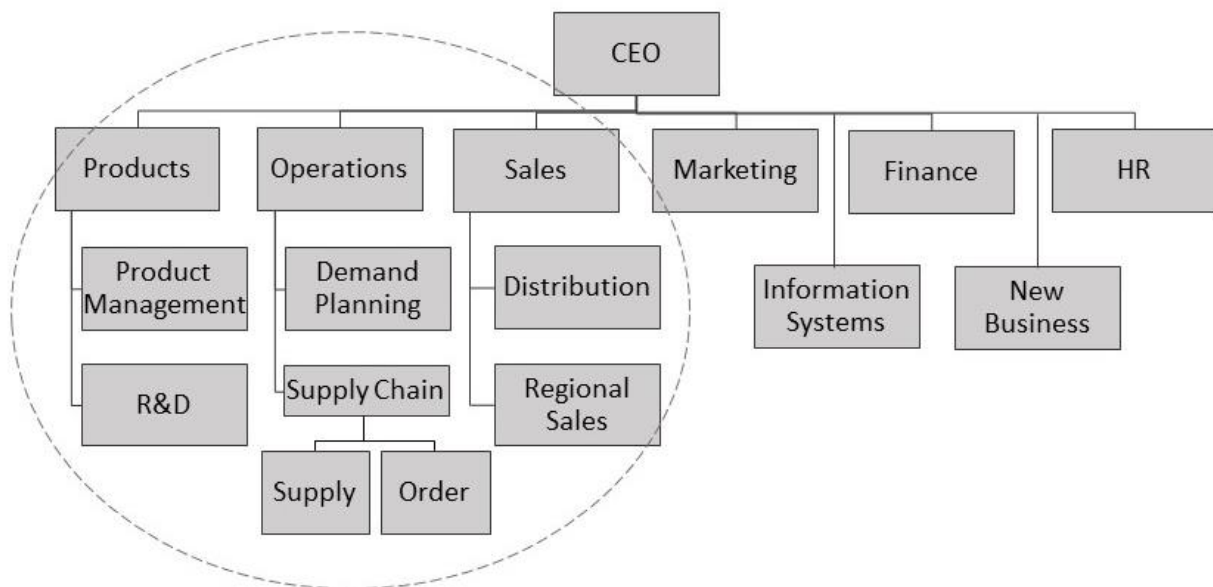 CEO
Products
Operations
Sales
Marketing
Finance
HR
Product
Management
Demand
Planning
Distribution
Information
Systems
New
Business
R&D
Supply Chain
Regional
Sales
Supply
Order